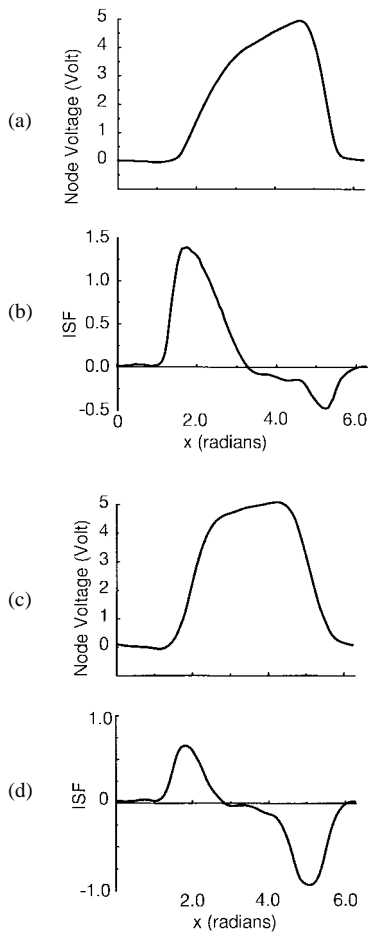 (a)
Node Voltage (Volt)
5
4
3
2
1
0
(b)
ISF
1.5
1.0
0.5
0.0
-0.5
0
2.0
4.0
6.0
x (radians)
(c)
Node Voltage (Volt)
5
4
3
2
1
0
(d)
ISF
1.0
0
-1.0
2.0
4.0
6.0
x (radians)